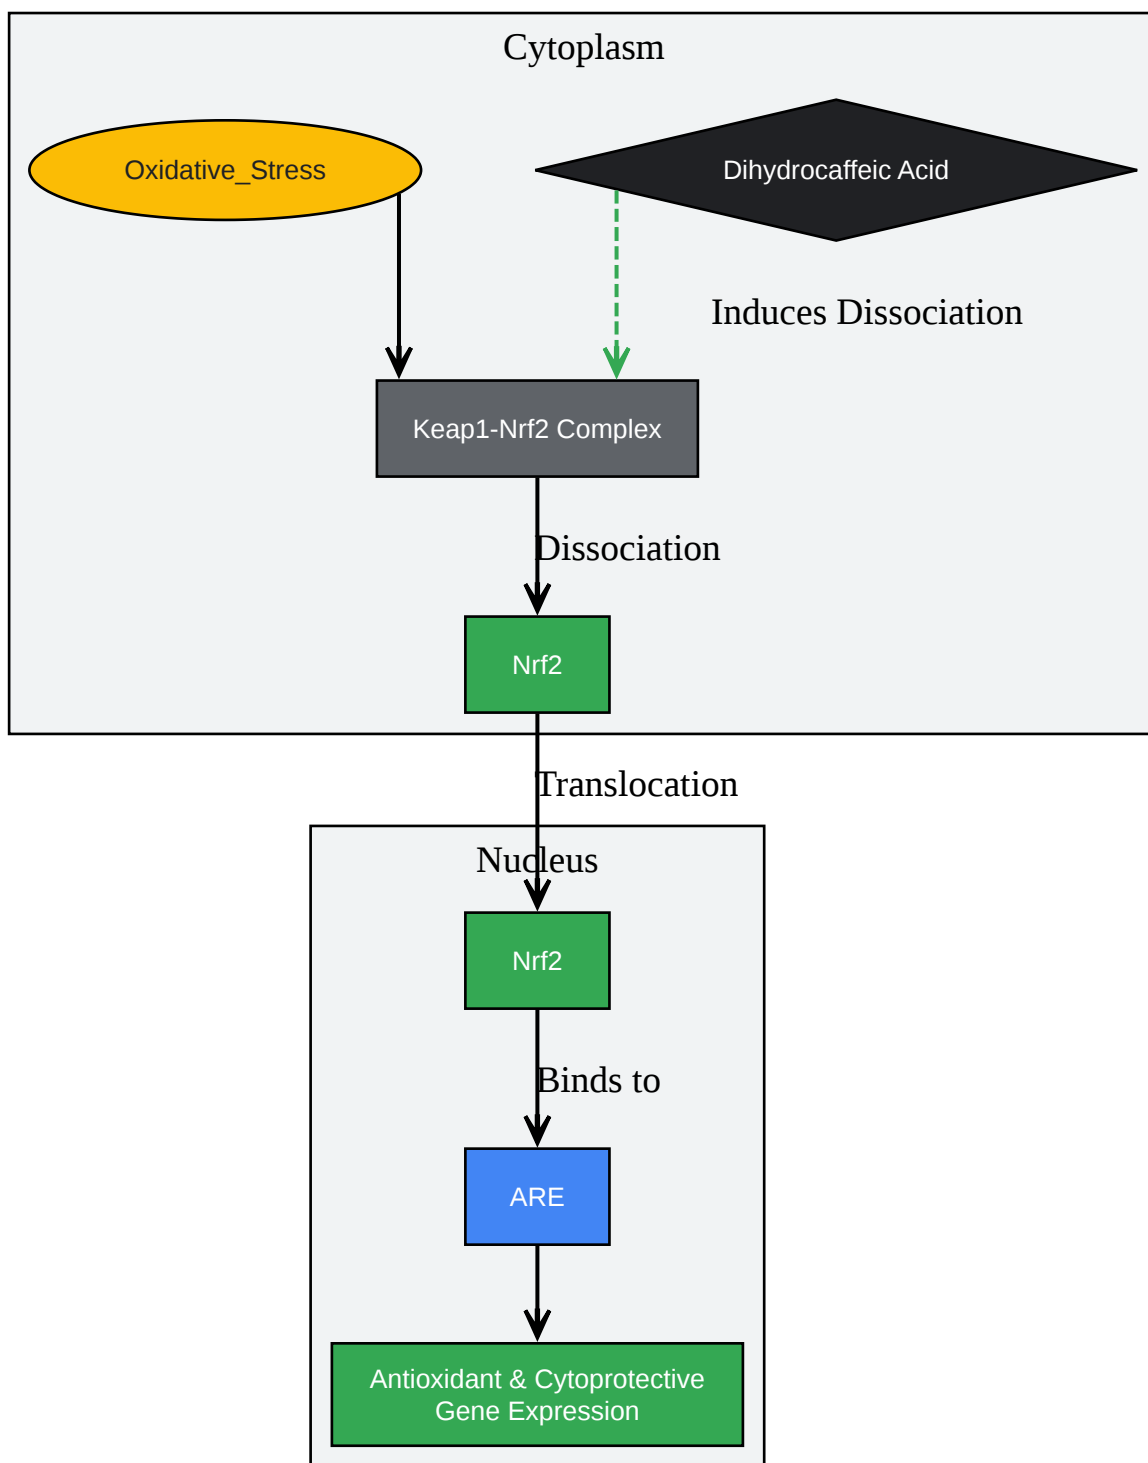 Cytoplasm
Oxidative_Stress
Dihydrocaffeic Acid
Induces Dissociation
Keap1-Nrf2 Complex
Dissociation
Nrf2
Translocation
Nucleus
Nrf2
Binds to
ARE
Antioxidant & Cytoprotective
Gene Expression